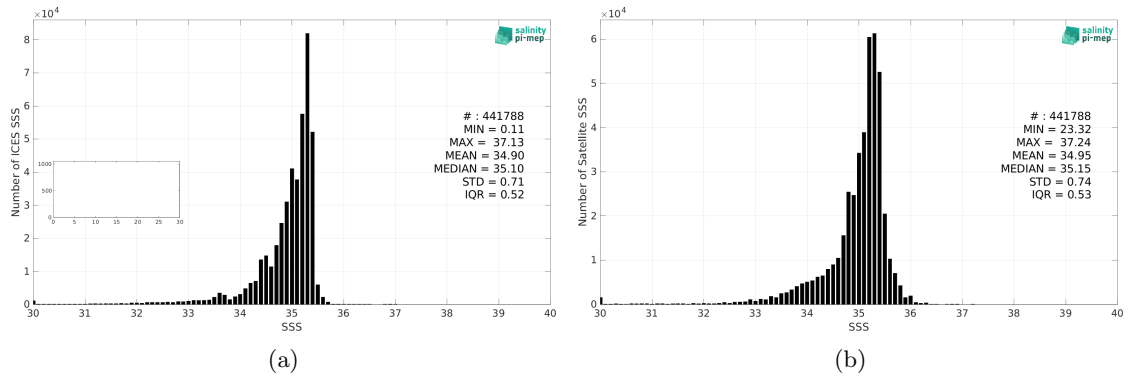 ×10⁴
8
7
6
5
4
3
2
1
0
Number of ICES SSS
1000
500
0
0 5 10 15 20 25 30
30 31 32 33 34 35 36 37 38 39 40
SSS
salinity
pi-mep
# : 441788
MIN = 0.11
MAX = 37.13
MEAN = 34.90
MEDIAN = 35.10
STD = 0.71
IQR = 0.52
(a)
×10⁴
6
5
4
3
2
1
0
Number of Satellite SSS
30 31 32 33 34 35 36 37 38 39 40
SSS
salinity
pi-mep
# : 441788
MIN = 23.32
MAX = 37.24
MEAN = 34.95
MEDIAN = 35.15
STD = 0.74
IQR = 0.53
(b)